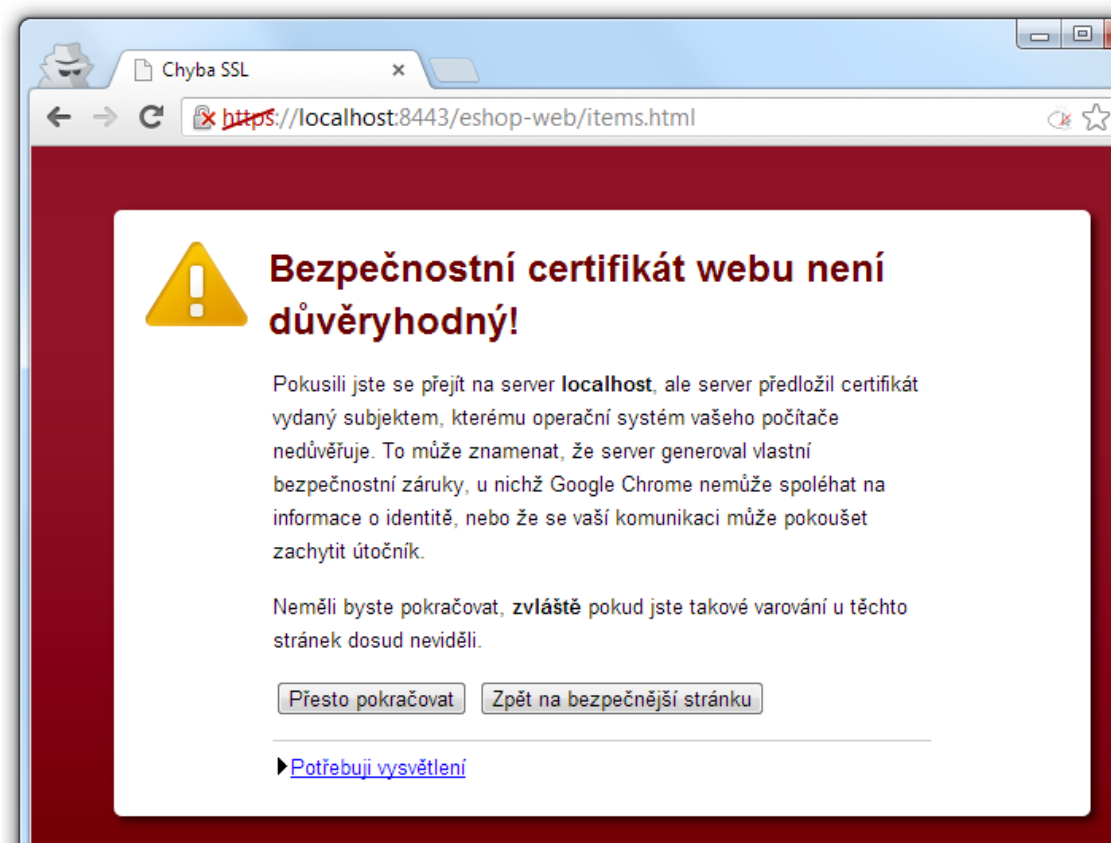 Chyba SSL
https://localhost:8443/eshop-web/items.html
Bezpečnostní certifikát webu není
důvěryhodný!
Pokusili jste se přejít na server localhost, ale server předložil certifikát
vydaný subjektem, kterému operační systém vašeho počítače
nedůvěřuje. To může znamenat, že server generoval vlastní
bezpečnostní záruky, u nichž Google Chrome nemůže spoléhat na
informace o identitě, nebo že se vaší komunikaci může pokoušet
zachytit útočník.
Neměli byste pokračovat, zvláště pokud jste takové varování u těchto
stránek dosud neviděli.
Přesto pokračovat
Zpět na bezpečnější stránku
Potřebuji vysvětlení